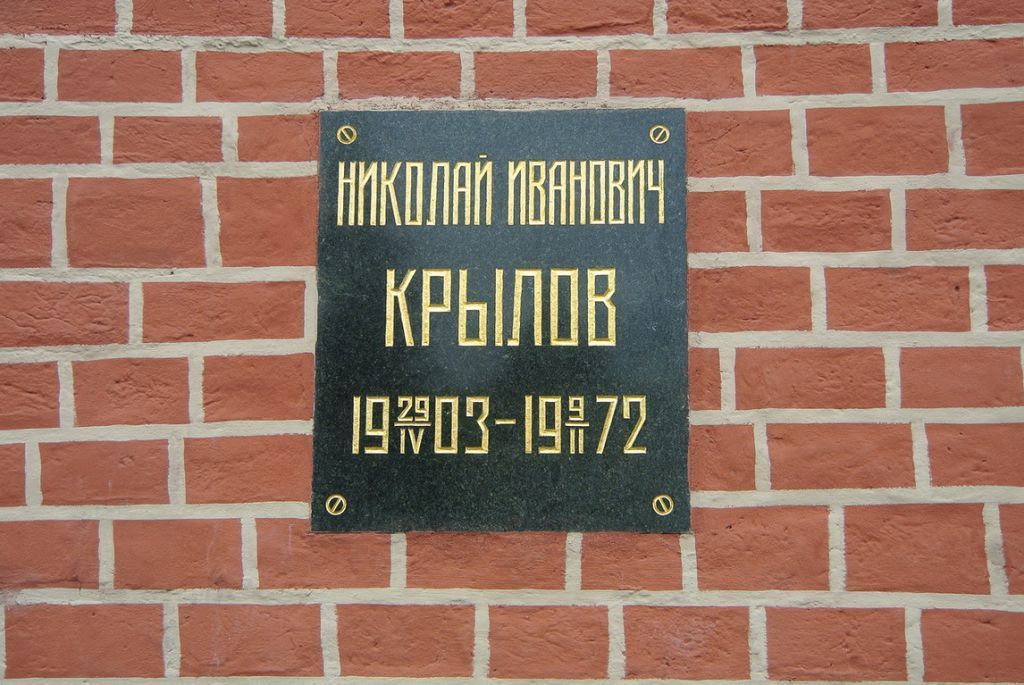 НИКОЛАЙ ИВАНОВИЧ
КРЫЛОВ
19 29/IV 03 - 19 9/II 72